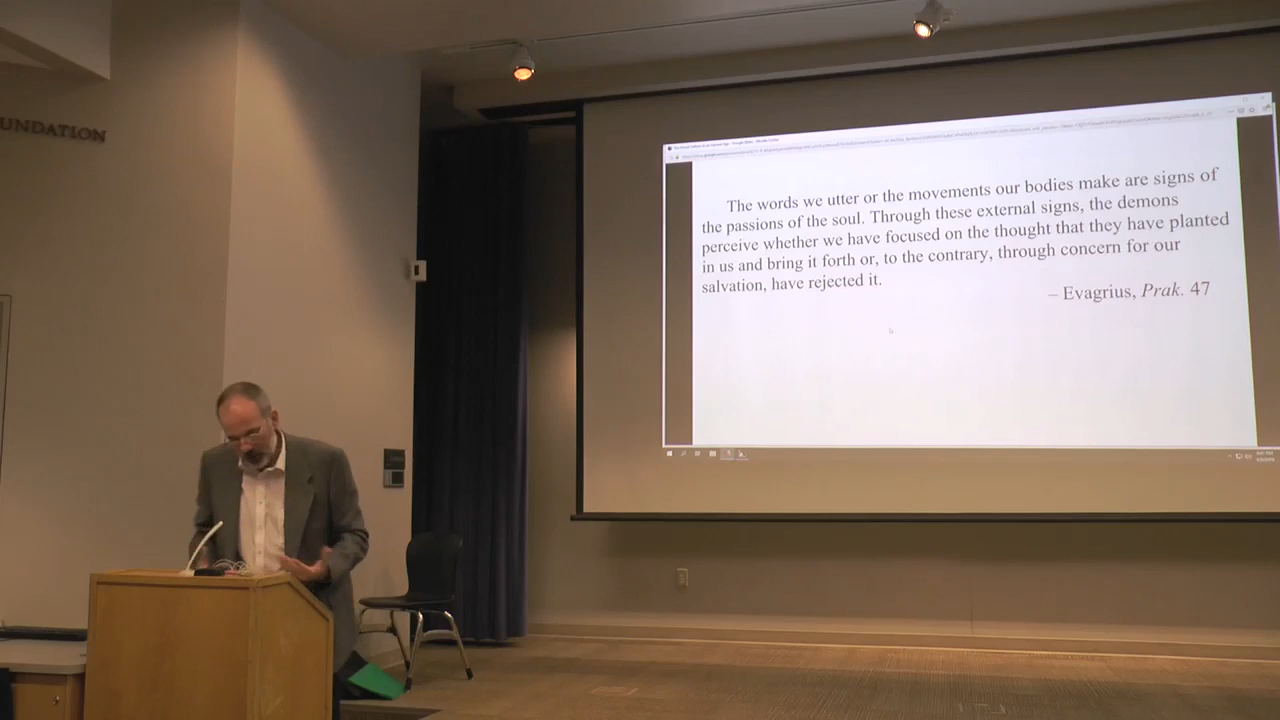 UNDATION
The words we utter or the movements our bodies make are signs of
the passions of the soul. Through these external signs, the demons
perceive whether we have focused on the thought that they have planted
in us and bring it forth or, to the contrary, through concern for our
salvation, have rejected it.
– Evagrius, Prak. 47